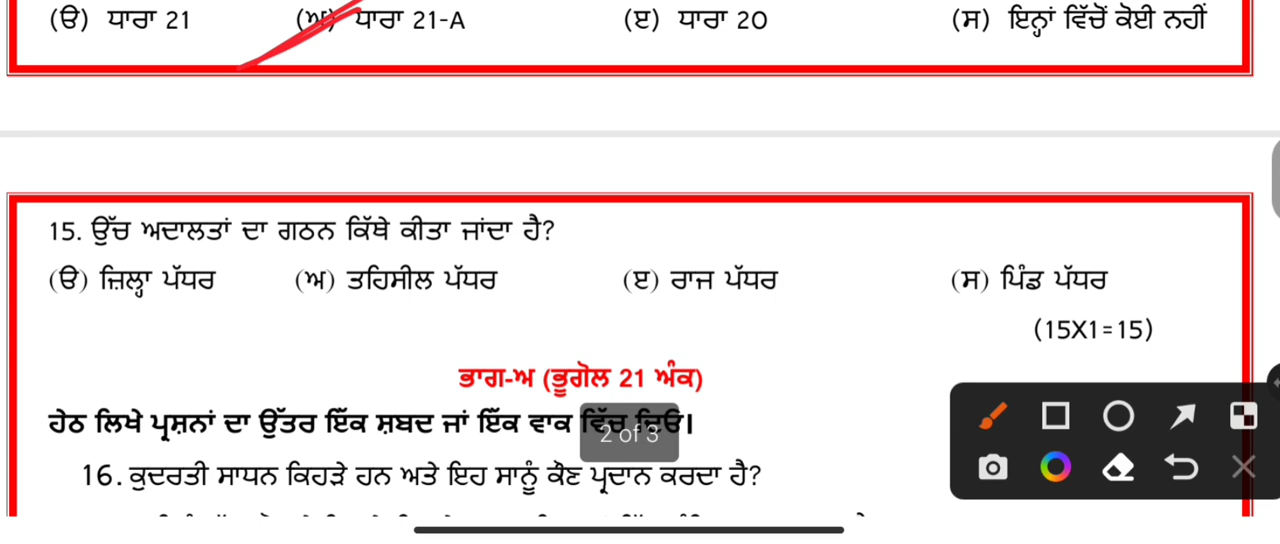 (ੳ) ਧਾਰਾ 21 (ਅ) ਧਾਰਾ 21-A (ੲ) ਧਾਰਾ 20 (ਸ) ਇਨ੍ਹਾਂ ਵਿੱਚੋਂ ਕੋਈ ਨਹੀਂ
15. ਉੱਚ ਅਦਾਲਤਾਂ ਦਾ ਗਠਨ ਕਿੱਥੇ ਕੀਤਾ ਜਾਂਦਾ ਹੈ?
(ੳ) ਜ਼ਿਲ੍ਹਾ ਪੱਧਰ (ਅ) ਤਹਿਸੀਲ ਪੱਧਰ (ੲ) ਰਾਜ ਪੱਧਰ (ਸ) ਪਿੰਡ ਪੱਧਰ
(15X1=15)
ਭਾਗ-ਅ (ਭੂਗੋਲ 21 ਅੰਕ)
ਹੇਠ ਲਿਖੇ ਪ੍ਰਸ਼ਨਾਂ ਦਾ ਉੱਤਰ ਇੱਕ ਸ਼ਬਦ ਜਾਂ ਇੱਕ ਵਾਕ ਵਿੱਚ ਦਿਓ।
2 of 3
16. ਕੁਦਰਤੀ ਸਾਧਨ ਕਿਹੜੇ ਹਨ ਅਤੇ ਇਹ ਸਾਨੂੰ ਕੋਣ ਪ੍ਰਦਾਨ ਕਰਦਾ ਹੈ?